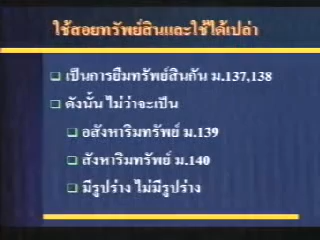 ใช้สอยทรัพย์สินและใช้ได้เปล่า
เป็นการยืมทรัพย์สินกัน ม.137,138
ดังนั้น ไม่ว่าจะเป็น
อสังหาริมทรัพย์ ม.139
สังหาริมทรัพย์ ม.140
มีรูปร่าง ไม่มีรูปร่าง